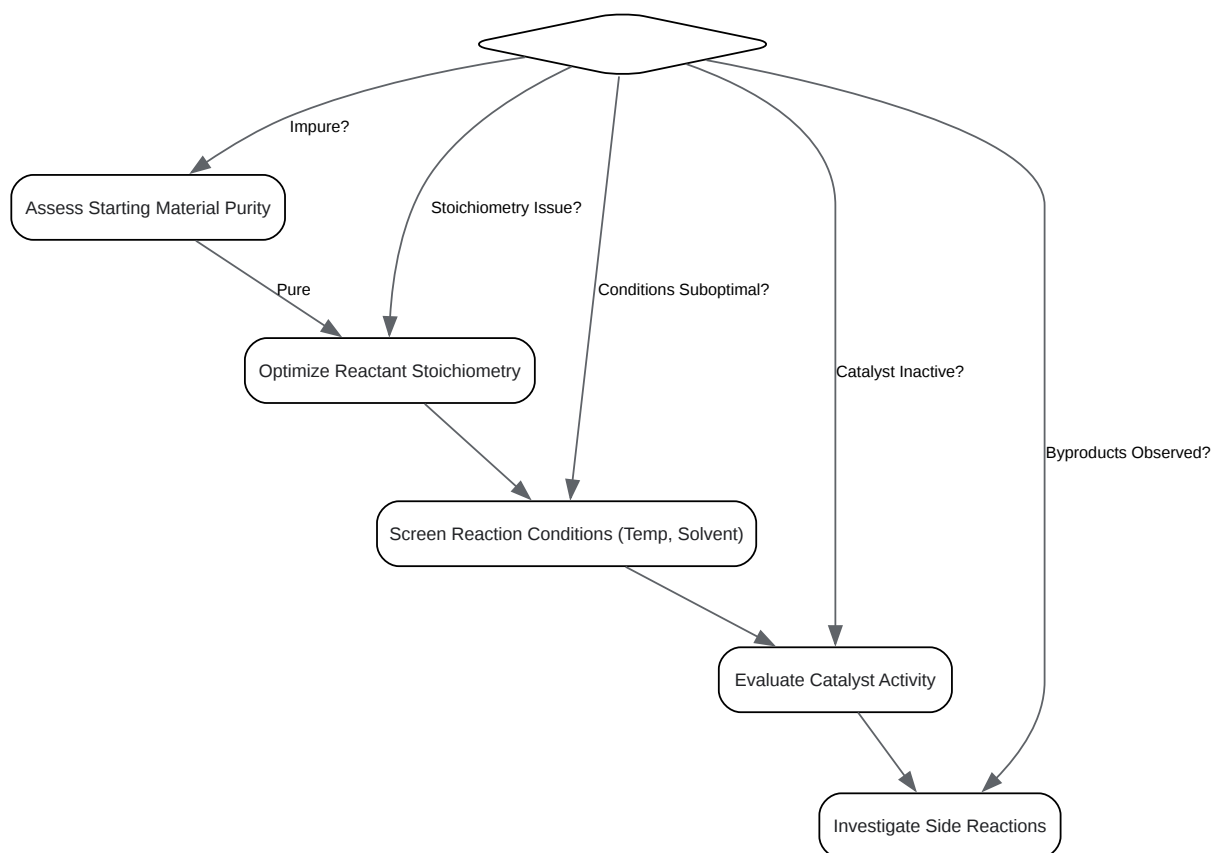 Impure?
Assess Starting Material Purity
Stoichiometry Issue?
Pure
Conditions Suboptimal?
Optimize Reactant Stoichiometry
Catalyst Inactive?
Byproducts Observed?
Screen Reaction Conditions (Temp, Solvent)
Evaluate Catalyst Activity
Investigate Side Reactions